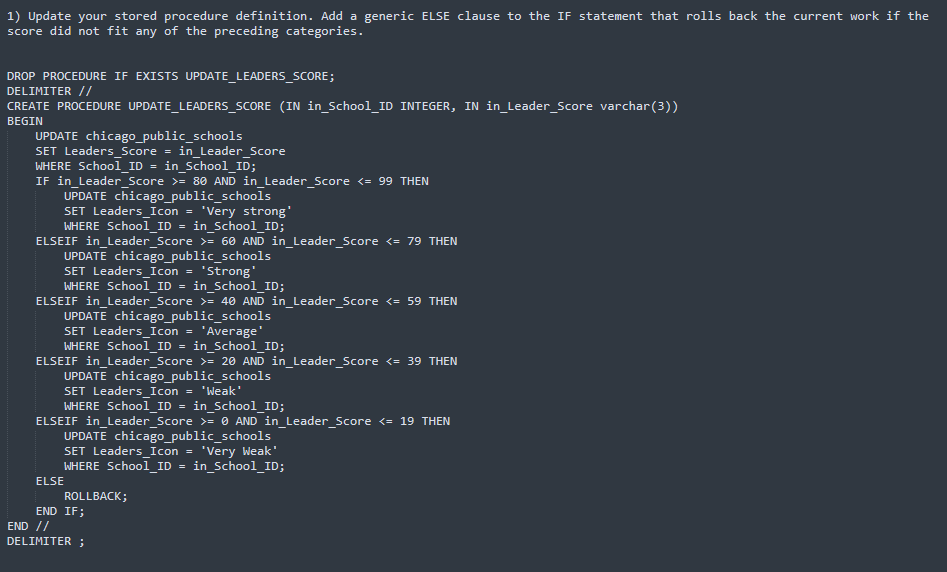 1) Update your stored procedure definition. Add a generic ELSE clause to the IF statement that rolls back the current work if the
score did not fit any of the preceding categories.
DROP PROCEDURE IF EXISTS UPDATE_LEADERS_SCORE;
DELIMITER //
CREATE PROCEDURE UPDATE_LEADERS_SCORE (IN in_School_ID INTEGER, IN in_Leader_Score varchar(3))
BEGIN
    UPDATE chicago_public_schools
    SET Leaders_Score = in_Leader_Score
    WHERE School_ID = in_School_ID;
    IF in_Leader_Score >= 80 AND in_Leader_Score <= 99 THEN
        UPDATE chicago_public_schools
        SET Leaders_Icon = 'Very strong'
        WHERE School_ID = in_School_ID;
    ELSEIF in_Leader_Score >= 60 AND in_Leader_Score <= 79 THEN
        UPDATE chicago_public_schools
        SET Leaders_Icon = 'Strong'
        WHERE School_ID = in_School_ID;
    ELSEIF in_Leader_Score >= 40 AND in_Leader_Score <= 59 THEN
        UPDATE chicago_public_schools
        SET Leaders_Icon = 'Average'
        WHERE School_ID = in_School_ID;
    ELSEIF in_Leader_Score >= 20 AND in_Leader_Score <= 39 THEN
        UPDATE chicago_public_schools
        SET Leaders_Icon = 'Weak'
        WHERE School_ID = in_School_ID;
    ELSEIF in_Leader_Score >= 0 AND in_Leader_Score <= 19 THEN
        UPDATE chicago_public_schools
        SET Leaders_Icon = 'Very Weak'
        WHERE School_ID = in_School_ID;
    ELSE
        ROLLBACK;
    END IF;
END //
DELIMITER ;